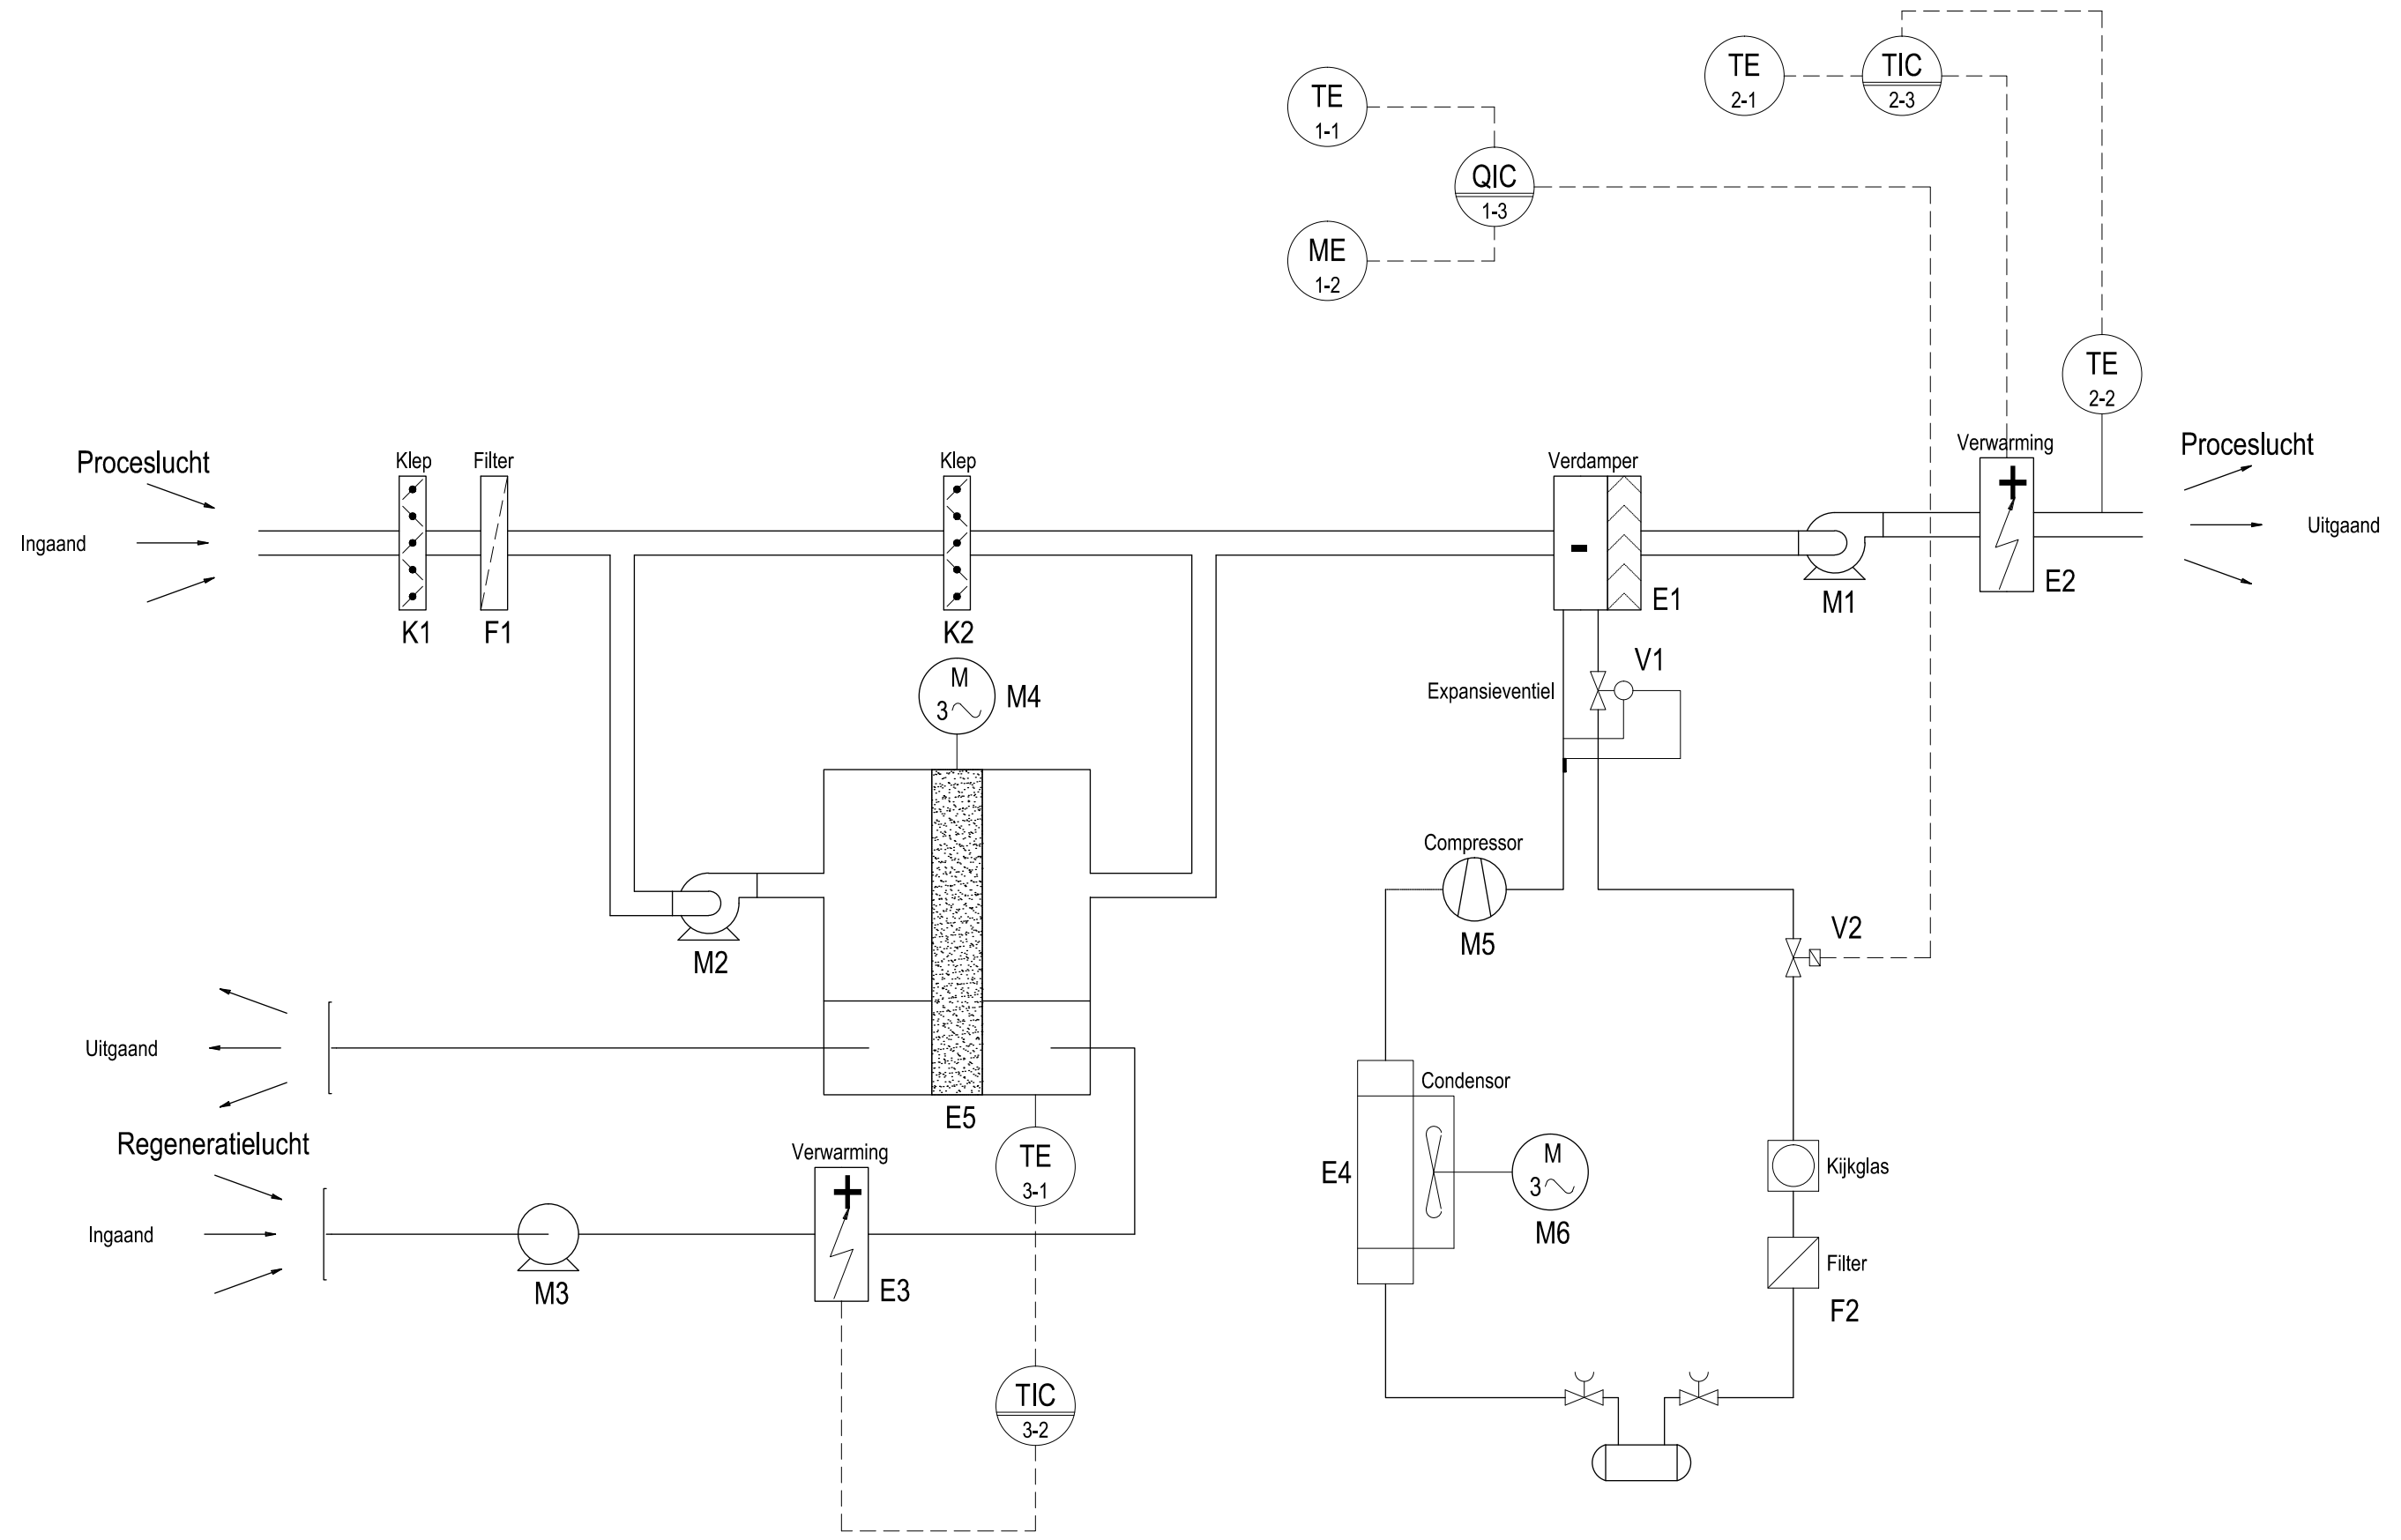 TE
2-1
TIC
2-3
TE
1-1
QIC
1-3
ME
1-2
TE
2-2
Proceslucht
Ingaand
Klep
K1
Filter
F1
Klep
K2
Verdamper
-
E1
M1
Verwarming
+
E2
Proceslucht
Uitgaand
M
3
M4
Expansieventiel
V1
M2
Compressor
M5
V2
Uitgaand
E5
Regeneratielucht
Ingaand
M3
Verwarming
+
E3
TE
3-1
TIC
3-2
Condensor
E4
M
3
M6
Kijkglas
Filter
F2